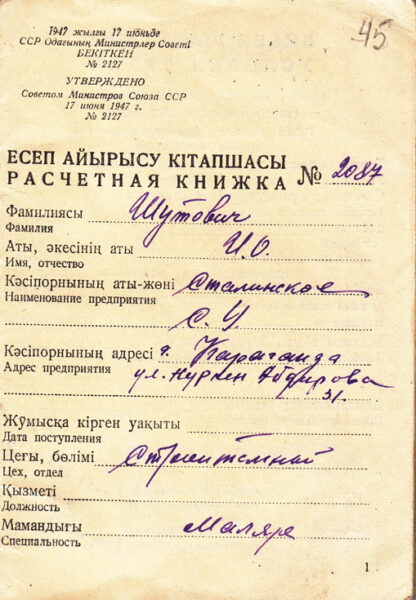 45
1947 жылғы 17 июньде
ССР Одағының Министрлер Советі
БЕКІТКЕН
№ 2127
УТВЕРЖДЕНО
Советом Министров Союза ССР
17 июня 1947 г.
№ 2127
ЕСЕП АЙЫРЫСУ КІТАПШАСЫ
РАСЧЕТНАЯ КНИЖКА № 2087
Фамилиясы Шутович
Фамилия
Аты, әкесінің аты И.О.
Имя, отчество
Кәсіпорнының аты-жөні Сталинское
Наименование предприятия
С. У.
Кәсіпорнының адресі г. Караганда
Адрес предприятия ул. Нуркен Абдирова
31.
Жұмысқа кірген уақыты
Дата поступления
Цеғы, бөлімі Строительный
Цех, отдел
Қызметі
Должность
Мамандығы Маляре
Специальность
1